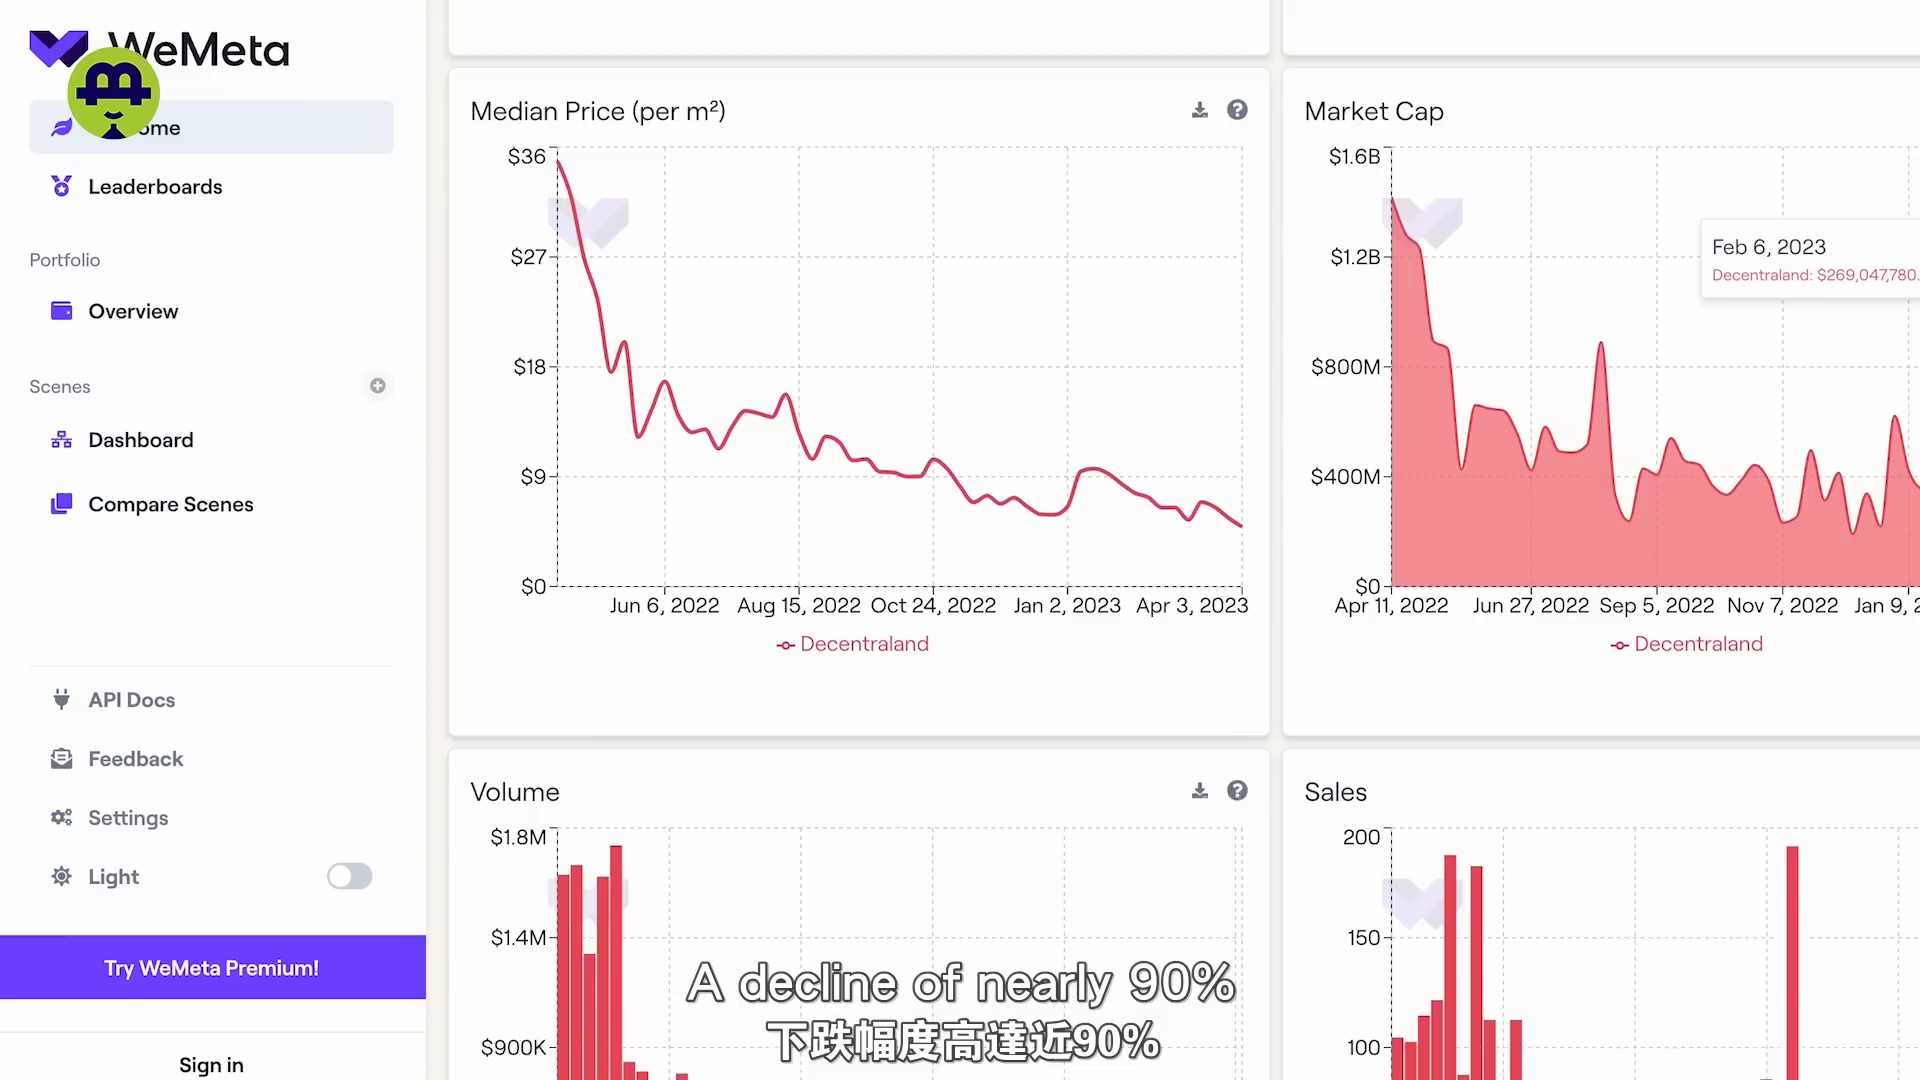 WeMeta
Home
Leaderboards
Portfolio
Overview
Scenes
Dashboard
Compare Scenes
API Docs
Feedback
Settings
Light
Try WeMeta Premium!
Sign in
Median Price (per m²)
$36
$27
$18
$9
$0
Jun 6, 2022 Aug 15, 2022 Oct 24, 2022 Jan 2, 2023 Apr 3, 2023
Decentraland
Market Cap
$1.6B
$1.2B
$800M
$400M
$0
Feb 6, 2023
Decentraland: $269,047,780.
Apr 11, 2022 Jun 27, 2022 Sep 5, 2022 Nov 7, 2022 Jan 9, 2
Decentraland
Volume
$1.8M
$1.4M
$900K
Sales
200
150
100
A decline of nearly 90%
下跌幅度高達近90%